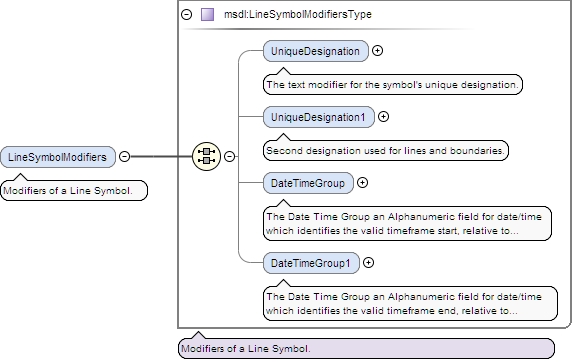 msdl:LineSymbolModifiersType
UniqueDesignation
The text modifier for the symbol's unique designation.
UniqueDesignation1
Second designation used for lines and boundaries.
LineSymbolModifiers
Modifiers of a Line Symbol.
DateTimeGroup
The Date Time Group an Alphanumeric field for date/time
which identifies the valid timeframe start, relative to...
DateTimeGroup1
The Date Time Group an Alphanumeric field for date/time
which identifies the valid timeframe end, relative to...
Modifiers of a Line Symbol.